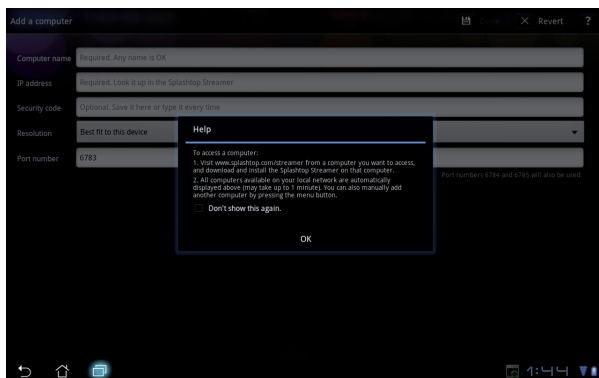 Add a computer
Done
Revert
?
Computer name
Required. Any name is OK
IP address
Required. Look it up in the Splashtop Streamer
Security code
Optional. Save it here or type it every time
Resolution
Best fit to this device
Port number
6783
Port numbers 6784 and 6785 will also be used.
Help
To access a computer:
1. Visit www.splashtop.com/streamer from a computer you want to access,
and download and install the Splashtop Streamer on that computer.
2. All computers available on your local network are automatically
displayed above (may take up to 1 minute). You can also manually add
another computer by pressing the menu button.
Don't show this again.
OK
1:44